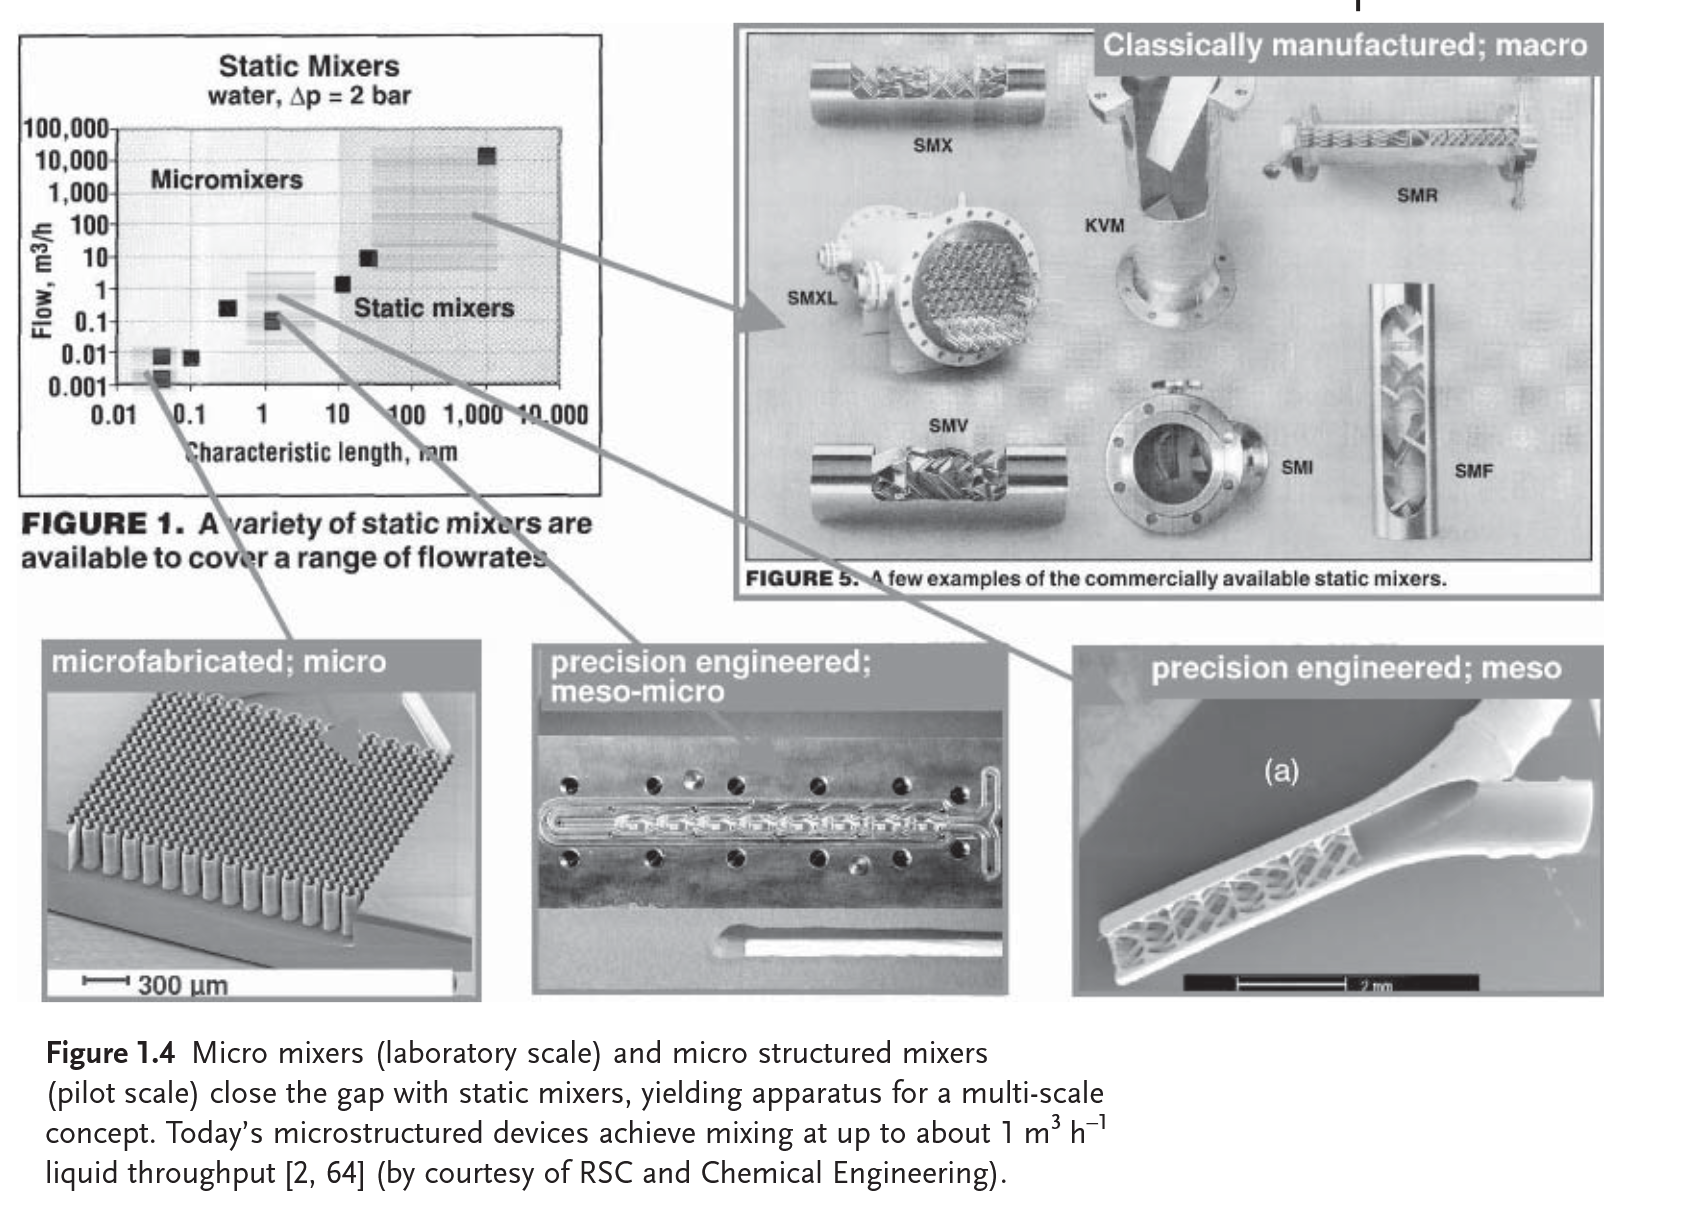 Static Mixers
water, Δp = 2 bar
100,000
10,000
1,000
100
10
1
0.1
0.01
0.001
Flow, m3/h
Micromixers
Static mixers
0.01 0.1 1 10 100 1,000 10,000
Characteristic length, mm
FIGURE 1. A variety of static mixers are
available to cover a range of flowrates
Classically manufactured; macro
SMX
SMR
KVM
SMXL
SMV
SMI
SMF
FIGURE 5. A few examples of the commercially available static mixers.
microfabricated; micro
300 µm
precision engineered;
meso-micro
precision engineered; meso
(a)
2 mm
Figure 1.4 Micro mixers (laboratory scale) and micro structured mixers
(pilot scale) close the gap with static mixers, yielding apparatus for a multi-scale
concept. Today's microstructured devices achieve mixing at up to about 1 m³ h⁻¹
liquid throughput [2, 64] (by courtesy of RSC and Chemical Engineering).